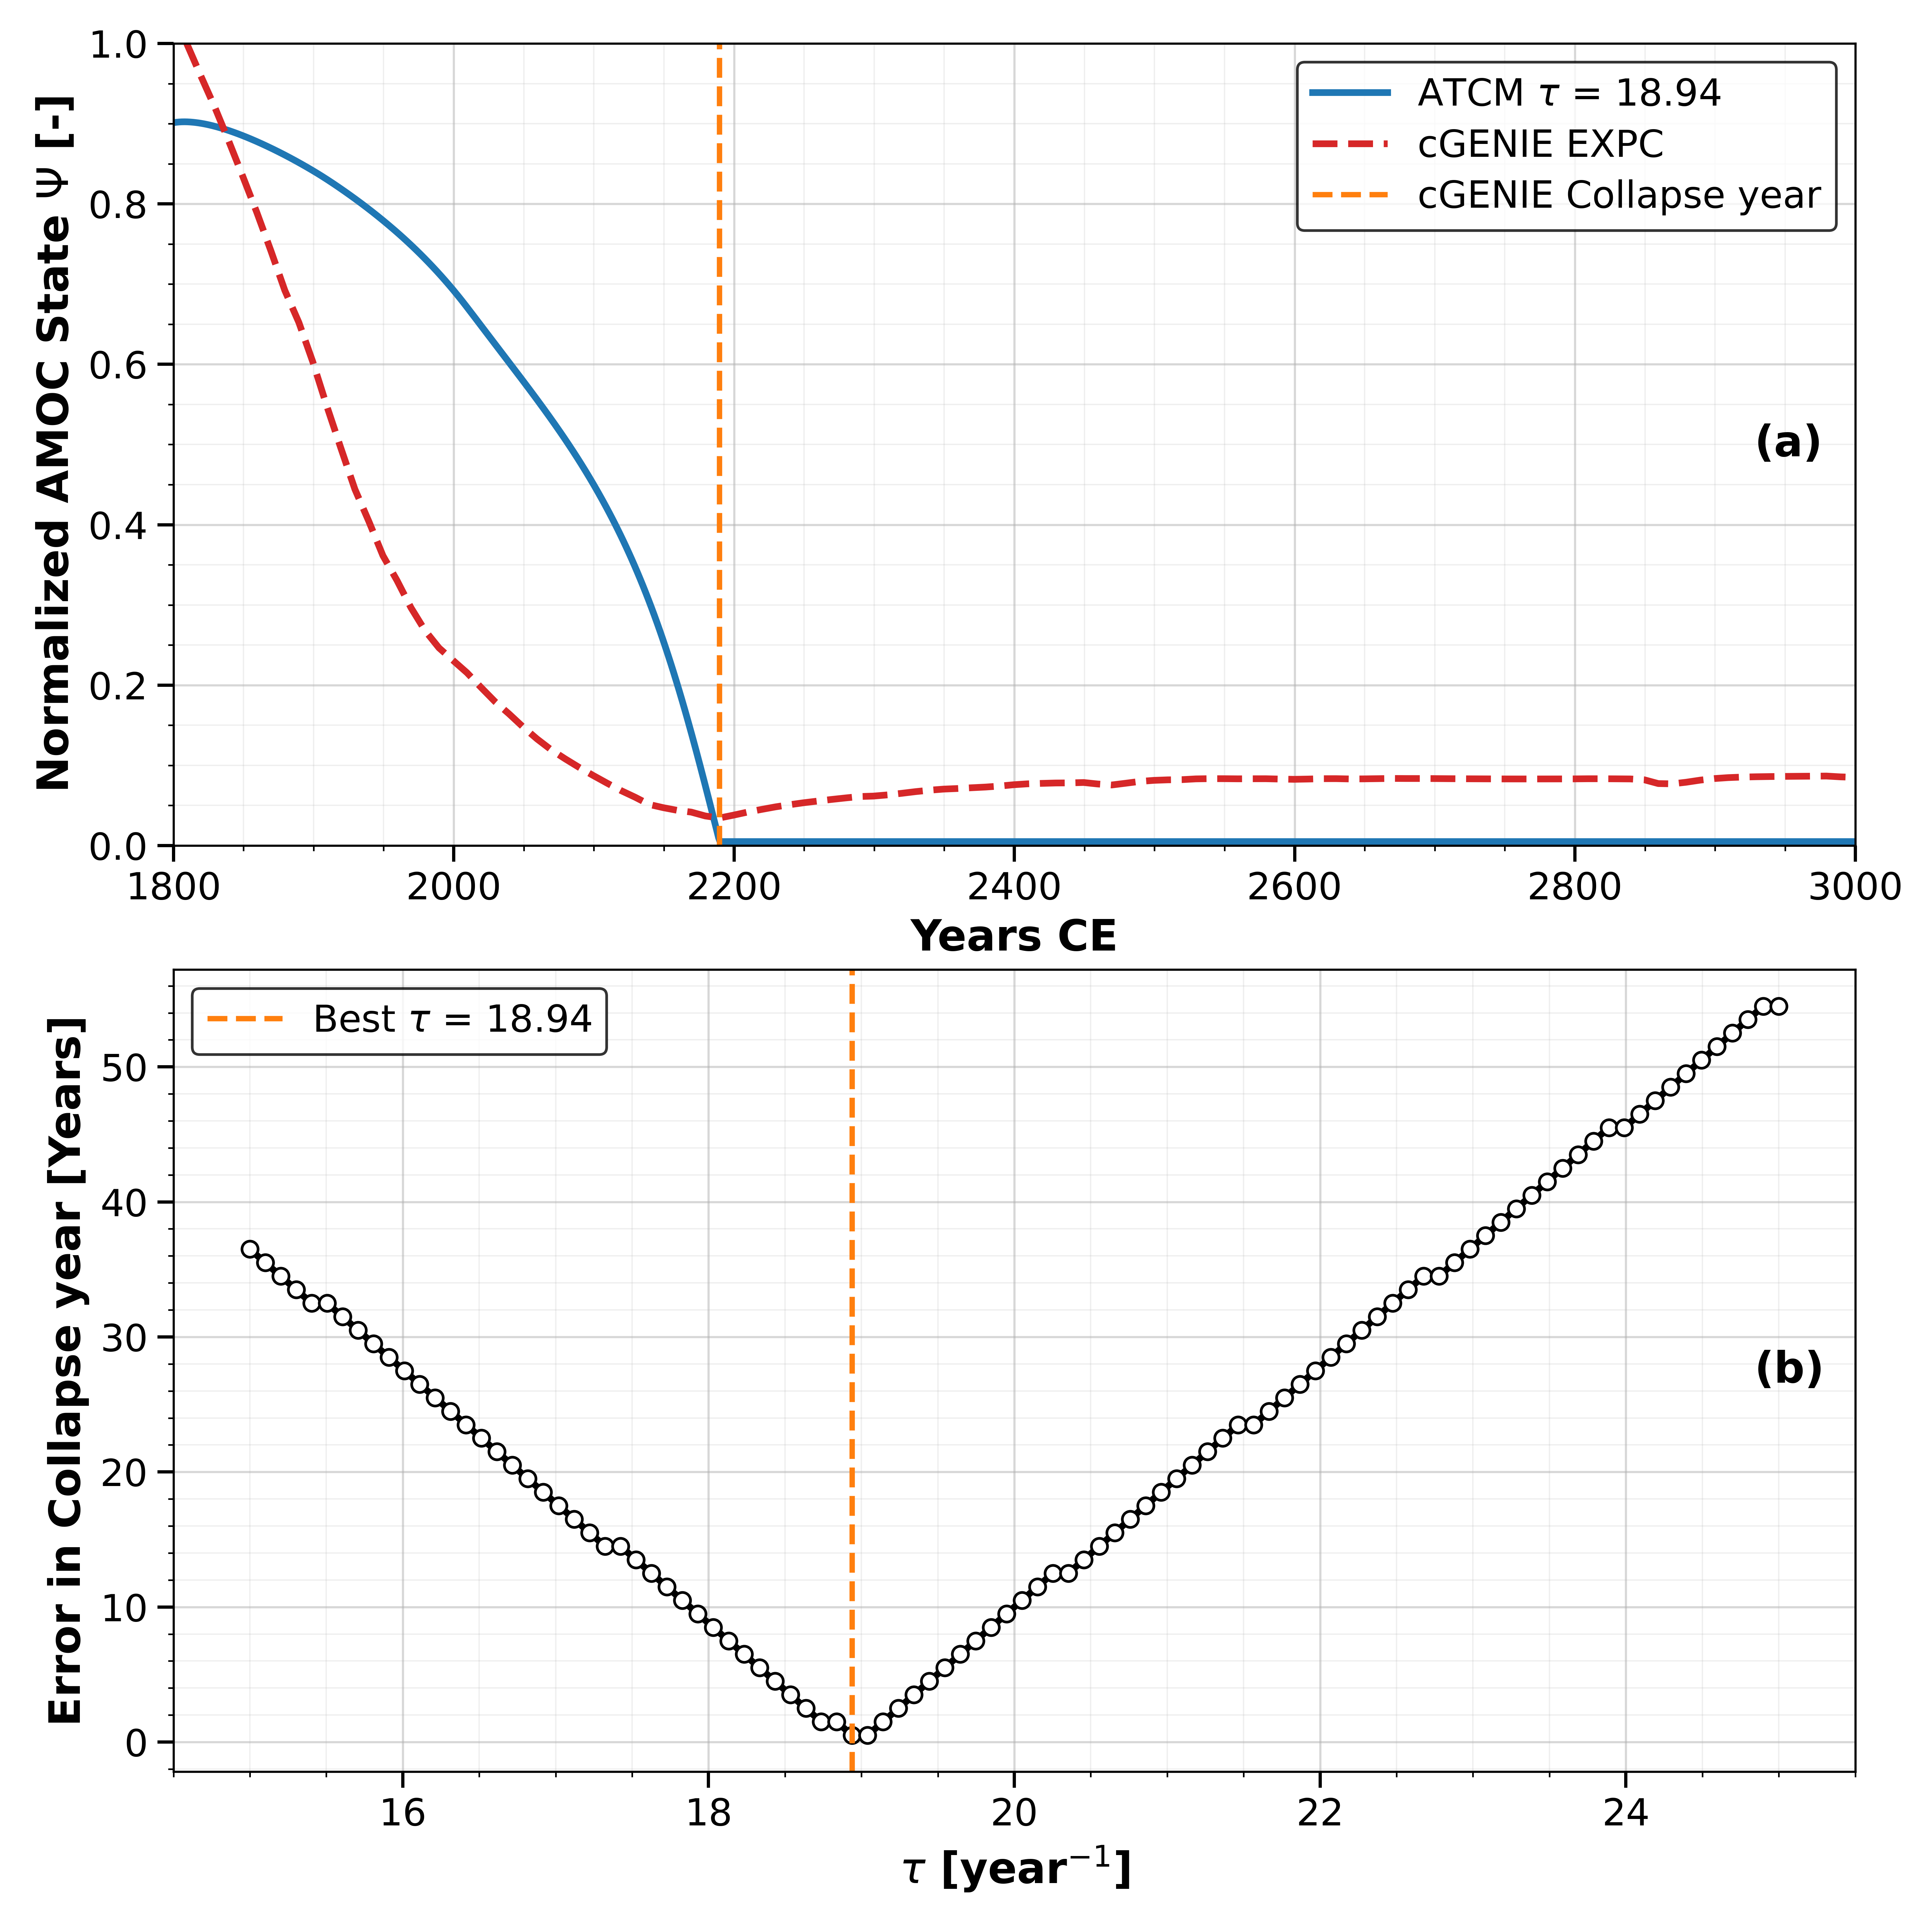 Normalized AMOC State Ψ [-]
1.0
0.8
0.6
0.4
0.2
0.0
ATCM τ = 18.94
cGENIE EXPC
cGENIE Collapse year
(a)
1800 2000 2200 2400 2600 2800 3000
Years CE
Error in Collapse year [Years]
50
40
30
20
10
0
Best τ = 18.94
(b)
16 18 20 22 24
τ [year⁻¹]